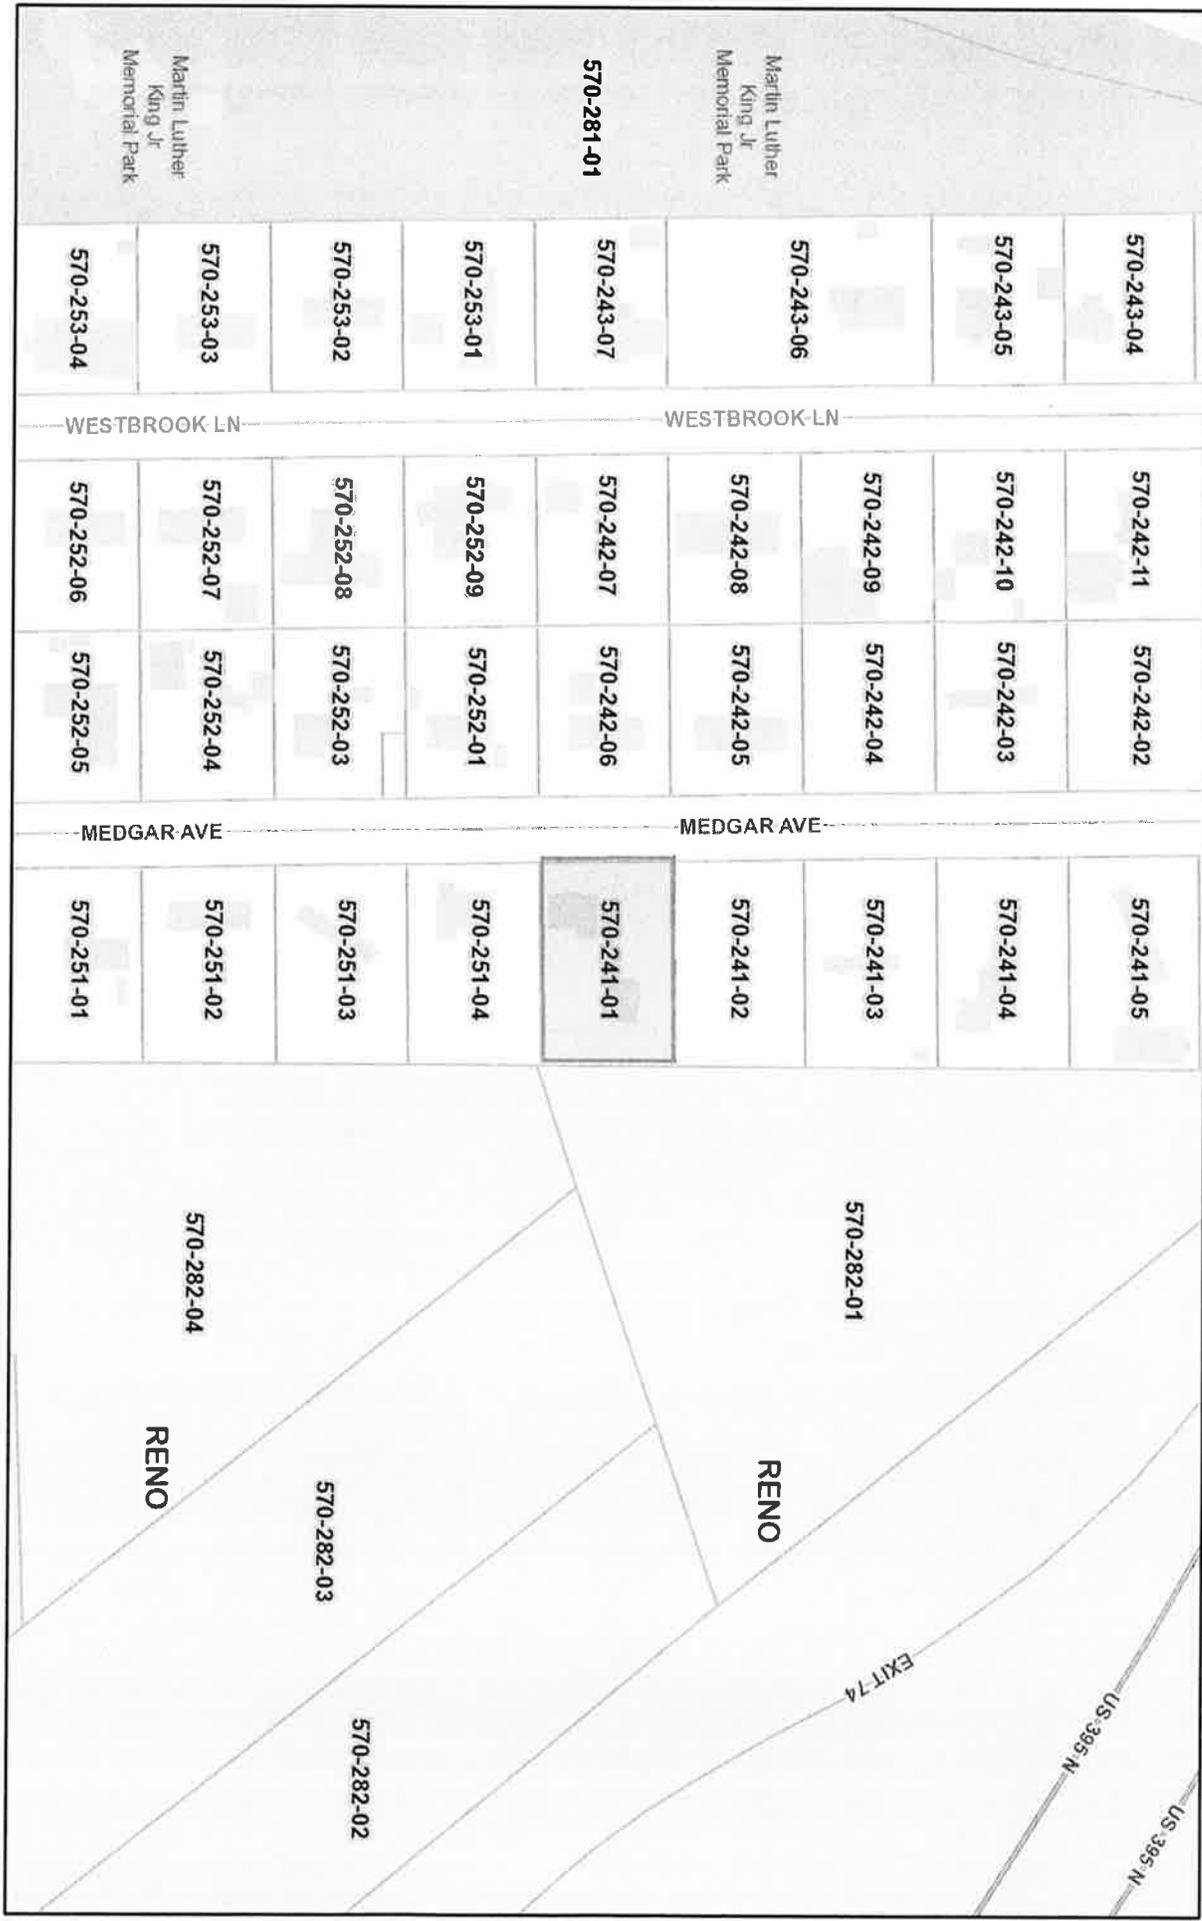 Martin Luther
King Jr
Memorial Park
570-281-01
Martin Luther
King Jr
Memorial Park
570-253-04
570-253-03
570-253-02
570-253-01
570-243-07
570-243-06
570-243-05
570-243-04
WESTBROOK LN
WESTBROOK LN
570-252-06
570-252-07
570-252-08
570-252-09
570-242-07
570-242-08
570-242-09
570-242-10
570-242-11
570-252-05
570-252-04
570-252-03
570-252-01
570-242-06
570-242-05
570-242-04
570-242-03
570-242-02
MEDGAR AVE
MEDGAR AVE
570-251-01
570-251-02
570-251-03
570-251-04
570-241-01
570-241-02
570-241-03
570-241-04
570-241-05
570-282-04
570-282-01
RENO
RENO
570-282-03
570-282-02
EXIT 74
US-395 N
US-395 N